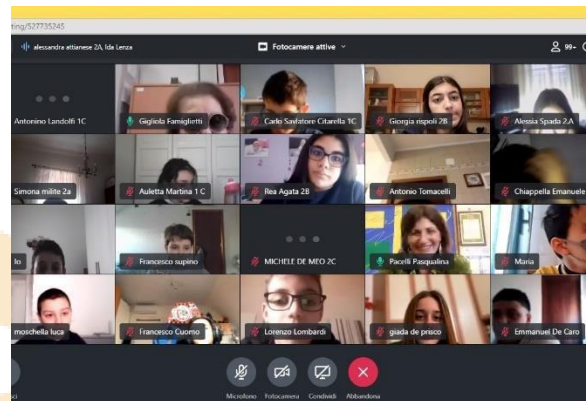 ting/527735245
alessandra attianese 2A, Ida Lenza
Fotocamere attive
99+
Antonino Landolfi 1C
Gigliola Famiglietti
Carlo Salvatore Citarella 1C
Giorgia rispoli 2B
Alessia Spada 2.A
Simona milite 2a
Auletta Martina 1 C
Rea Agata 2B
Antonio Tomacelli
Chiappella Emanuele
lo
Francesco supino
MICHELE DE MEO 2C
Pacelli Pasqualina
Maria
moschella luca
Francesco Cuomo
Lorenzo Lombardi
giada de prisco
Emmanuel De Caro
Microfono
Fotocamera
Condividi
Abbandona